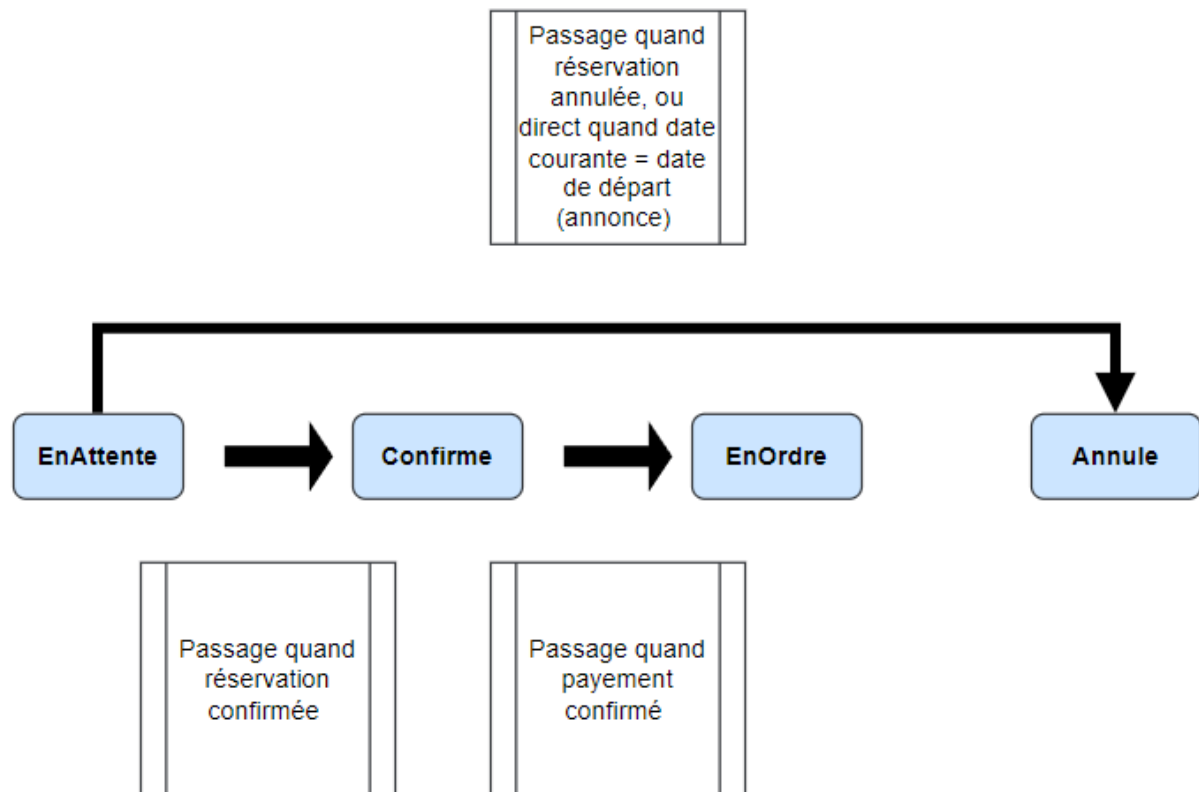 Passage quand
réservation
annulée, ou
direct quand date
courante = date
de départ
(annonce)
EnAttente
Confirme
EnOrdre
Annule
Passage quand
réservation
confirmée
Passage quand
payement
confirmé